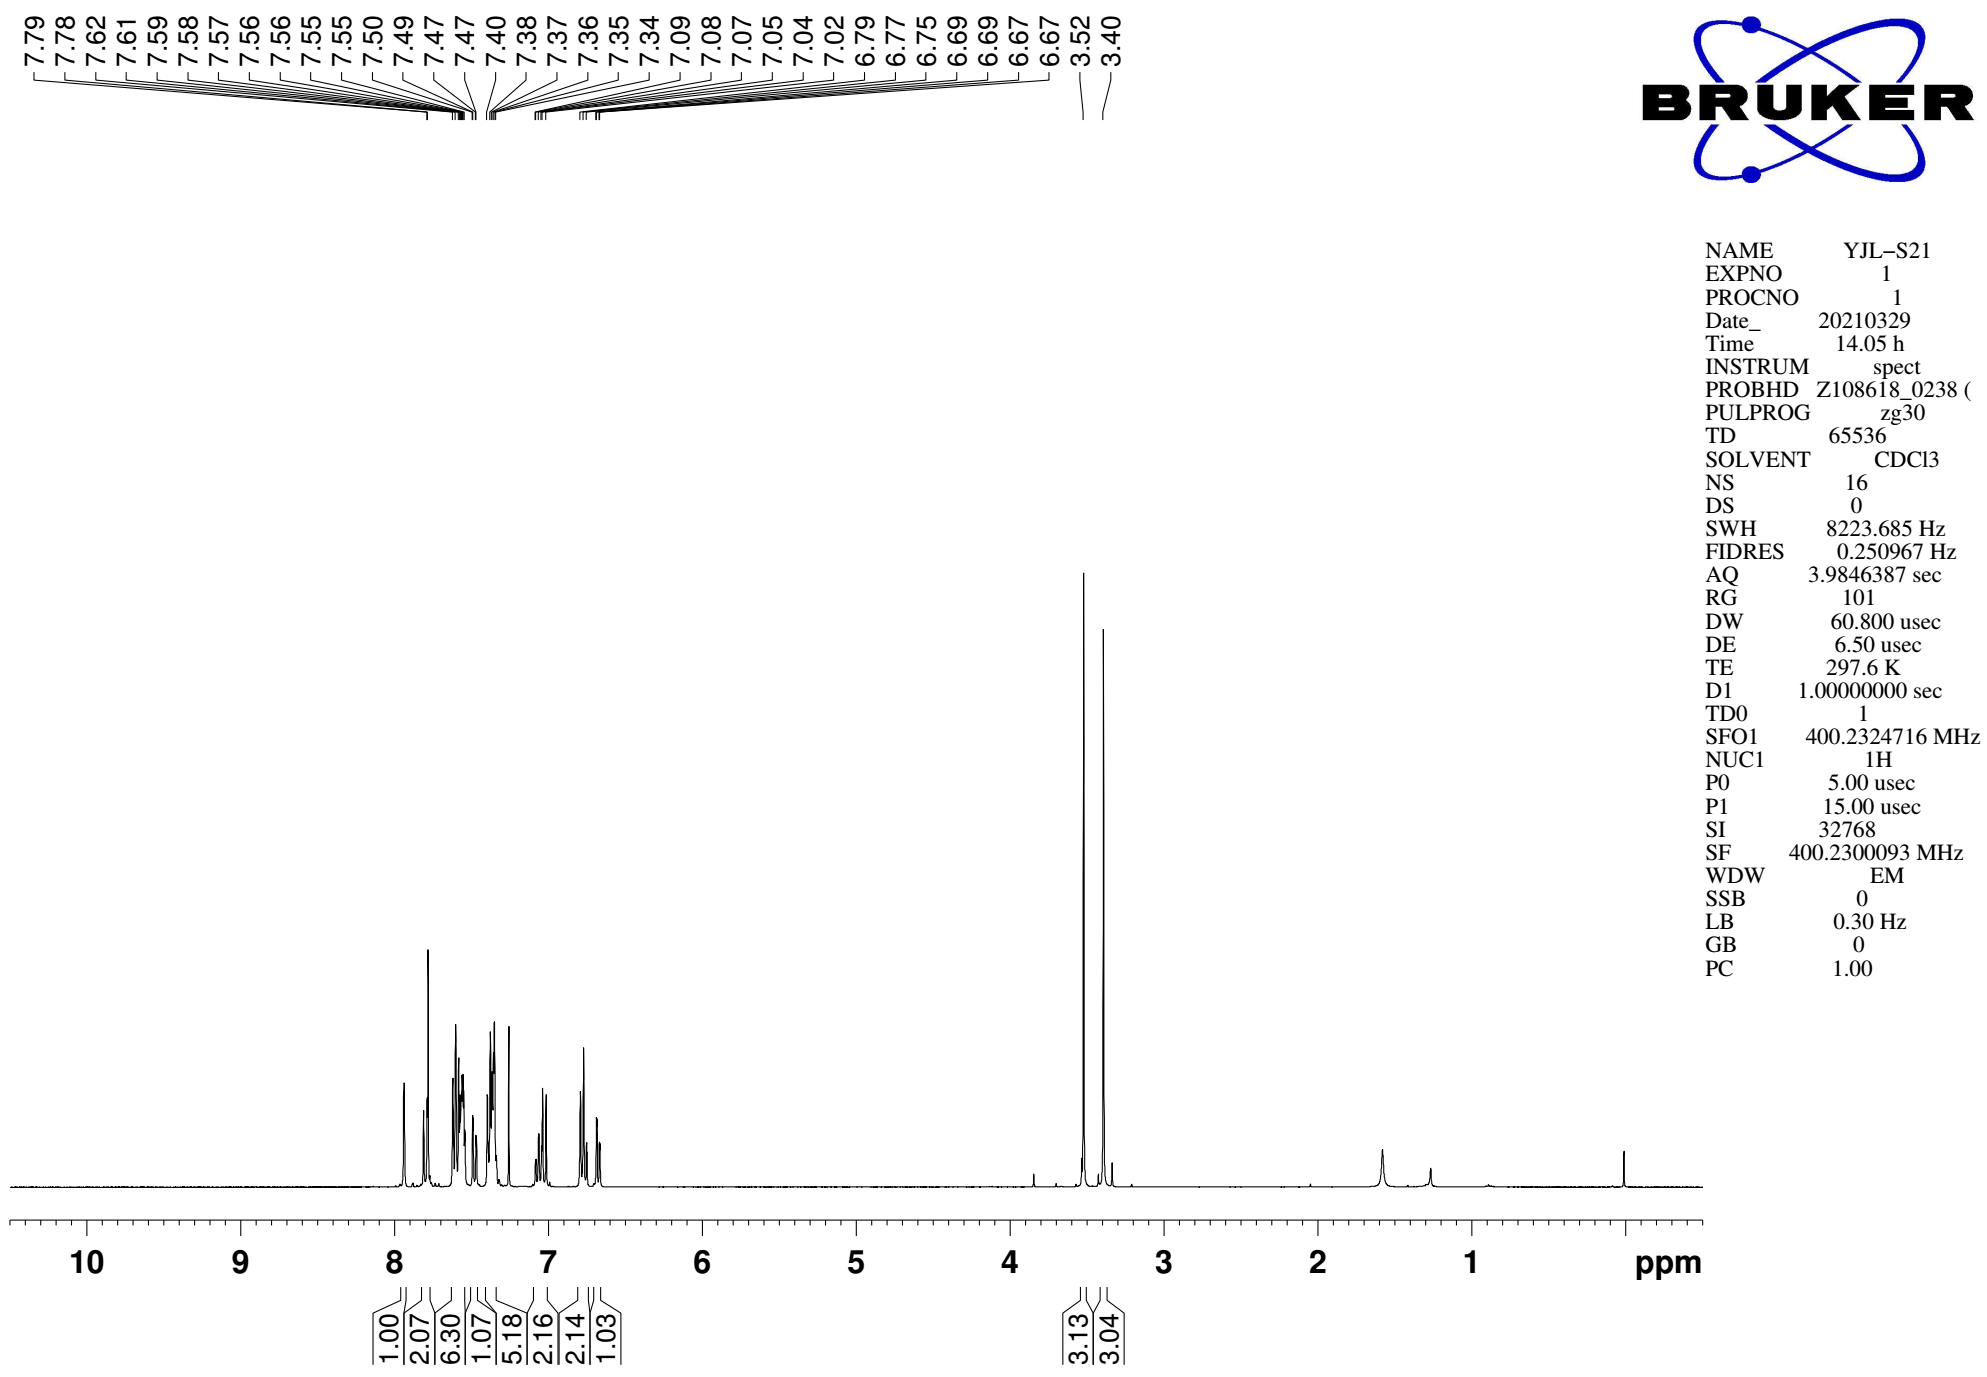 7.79 7.78 7.62 7.61 7.59 7.58 7.57 7.56 7.56 7.55 7.55 7.50 7.49 7.47 7.47 7.40 7.38 7.37 7.36 7.35 7.34 7.09 7.08 7.07 7.05 7.04 7.02 6.79 6.77 6.75 6.69 6.69 6.67 6.67 3.52 3.40
BRUKER
NAME YJL-S21
EXPNO 1
PROCNO 1
Date_ 20210329
Time 14.05 h
INSTRUM spect
PROBHD Z108618_0238 (
PULPROG zg30
TD 65536
SOLVENT CDCl3
NS 16
DS 0
SWH 8223.685 Hz
FIDRES 0.250967 Hz
AQ 3.9846387 sec
RG 101
DW 60.800 usec
DE 6.50 usec
TE 297.6 K
D1 1.00000000 sec
TD0 1
SFO1 400.2324716 MHz
NUC1 1H
P0 5.00 usec
P1 15.00 usec
SI 32768
SF 400.2300093 MHz
WDW EM
SSB 0
LB 0.30 Hz
GB 0
PC 1.00
10 9 8 7 6 5 4 3 2 1 ppm
1.00 2.07 6.30 1.07 5.18 2.16 2.14 1.03 3.13 3.04